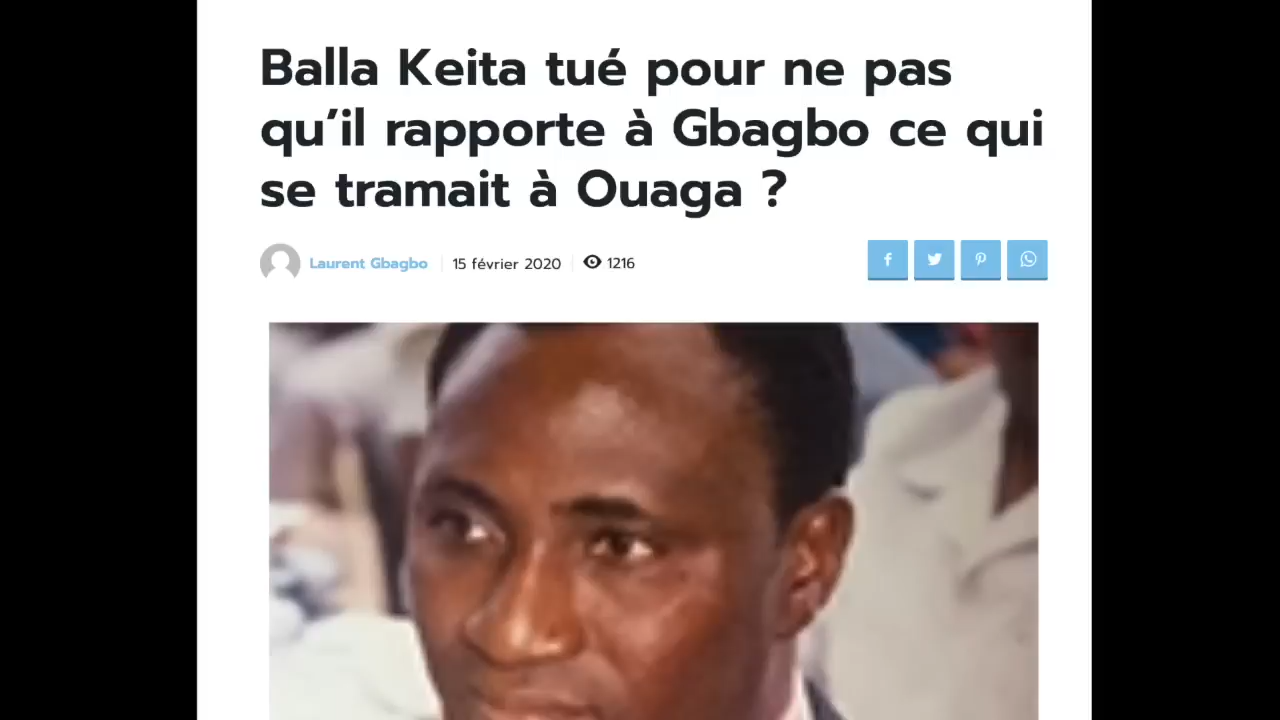 Balla Keita tué pour ne pas
qu’il rapporte à Gbagbo ce qui
se tramait à Ouaga ?
Laurent Gbagbo 15 février 2020 1216